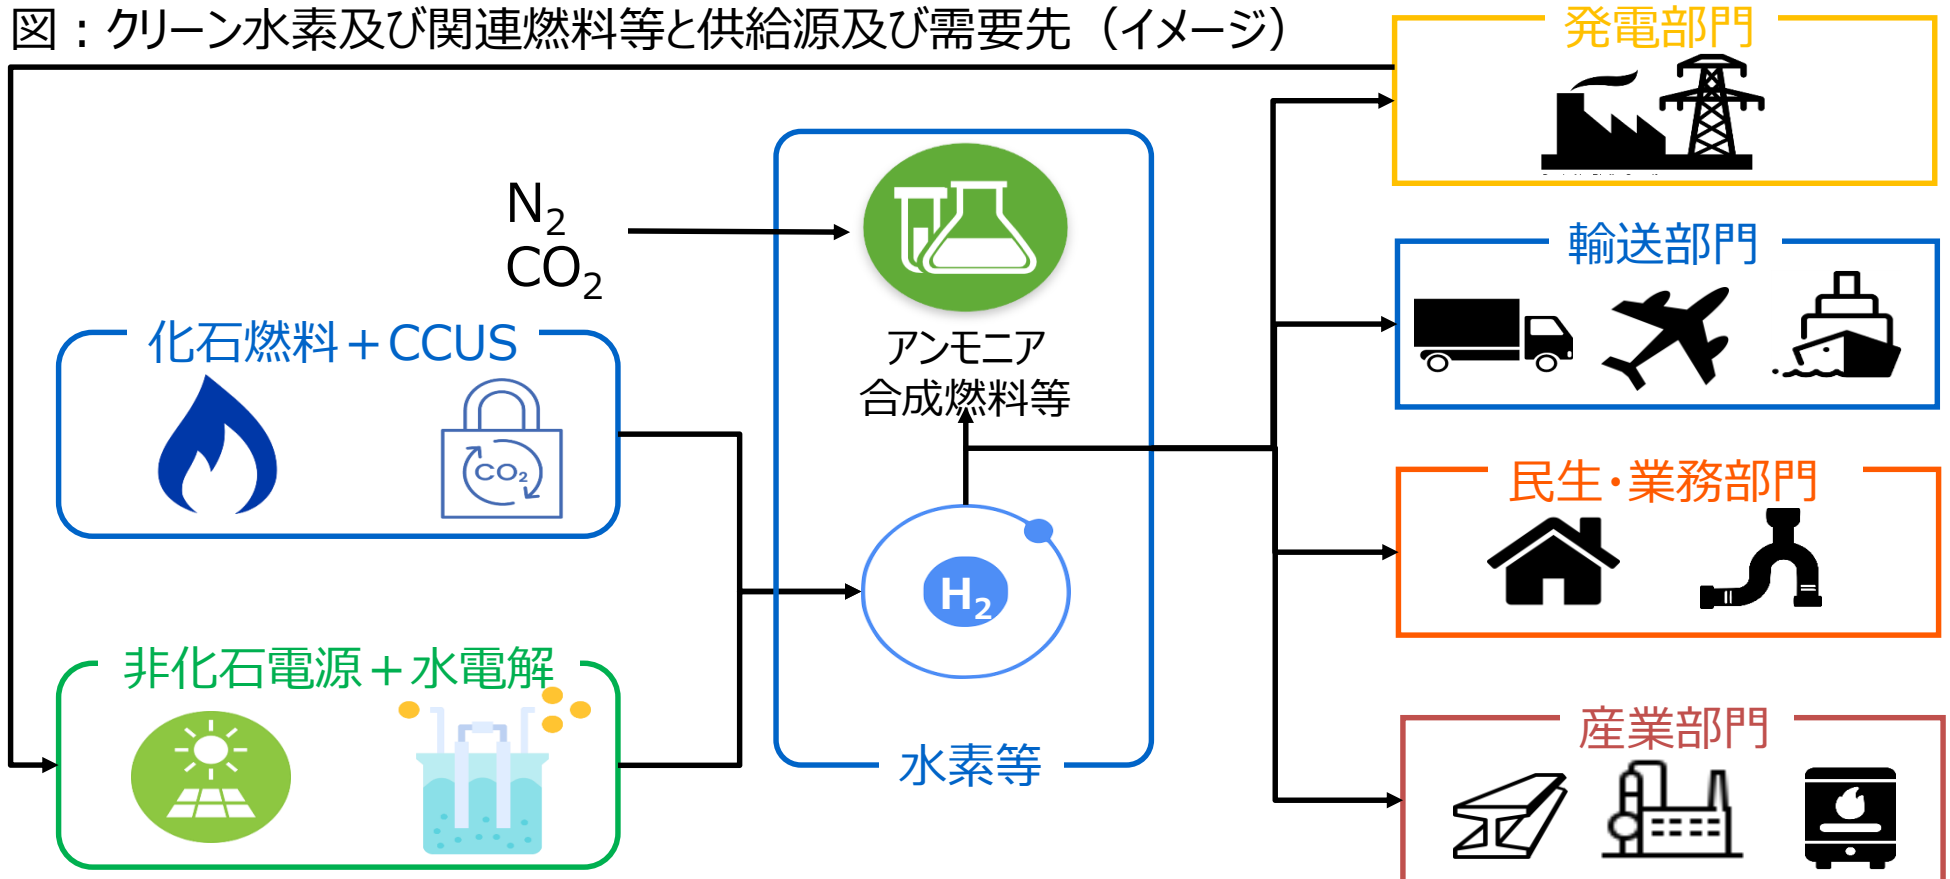 図：クリーン水素及び関連燃料等と供給源及び需要先（イメージ）
発電部門
N2
CO2
輸送部門
化石燃料＋CCUS
アンモニア
合成燃料等
CO2
民生・業務部門
H2
非化石電源＋水電解
水素等
産業部門